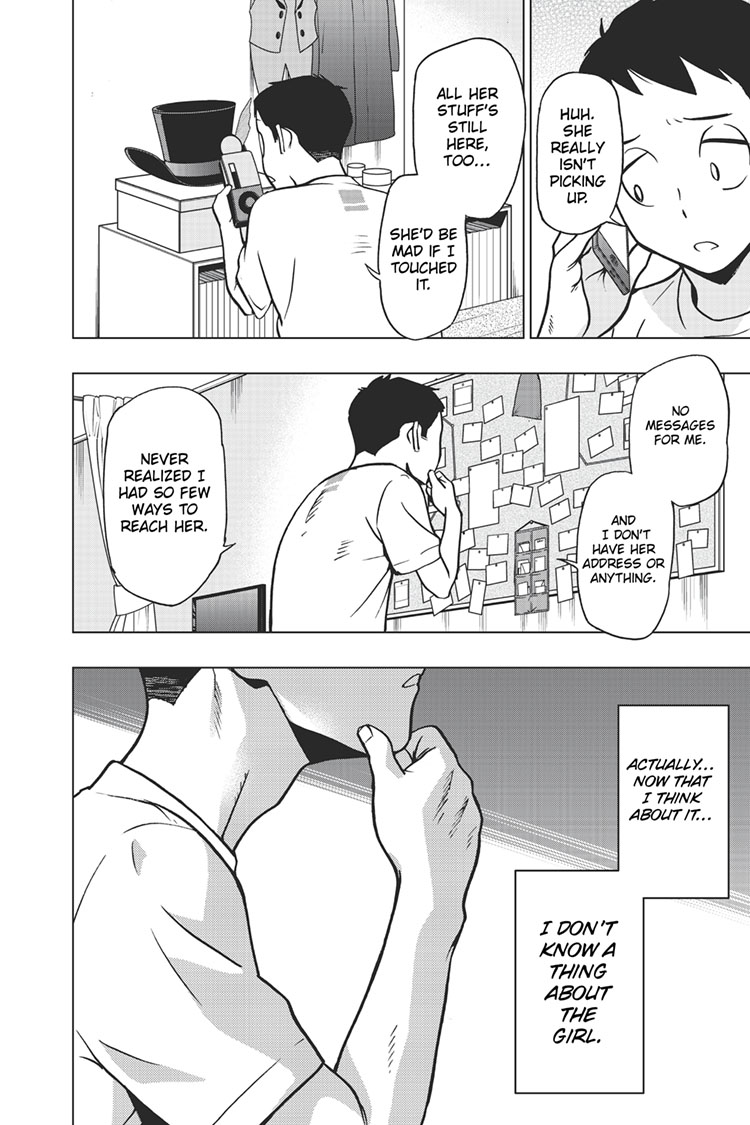 HUH.
SHE
REALLY
ISN'T
PICKING
UP.
ALL HER
STUFF'S
STILL
HERE,
TOO...
SHE'D BE
MAD IF I
TOUCHED
IT.
NO
MESSAGES
FOR ME.
AND
I DON'T
HAVE HER
ADDRESS OR
ANYTHING.
NEVER
REALIZED I
HAD SO FEW
WAYS TO
REACH HER.
ACTUALLY...
NOW THAT
I THINK
ABOUT IT...
I DON'T
KNOW A
THING
ABOUT
THE
GIRL.